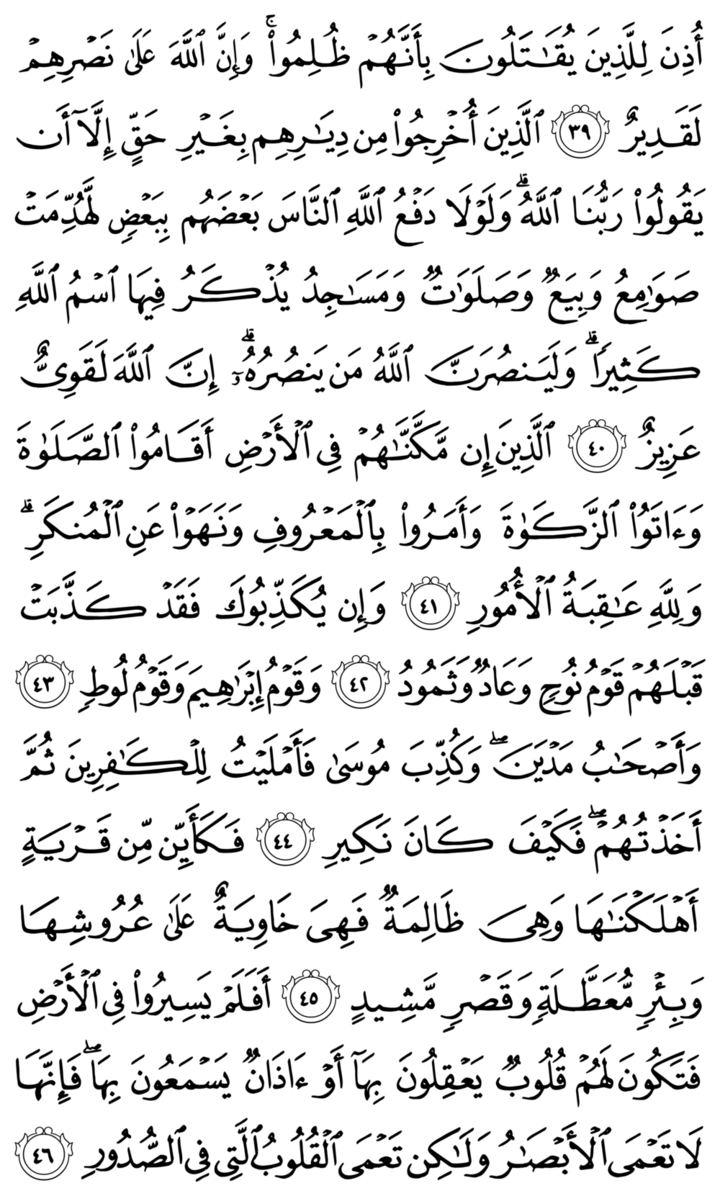 أُذِنَ لِلَّذِينَ يُقَٰتَلُونَ بِأَنَّهُمۡ ظُلِمُواْۚ وَإِنَّ ٱللَّهَ عَلَىٰ نَصۡرِهِمۡ
لَقَدِيرٌ ٣٩ ٱلَّذِينَ أُخۡرِجُواْ مِن دِيَٰرِهِم بِغَيۡرِ حَقٍّ إِلَّآ أَن
يَقُولُواْ رَبُّنَا ٱللَّهُۗ وَلَوۡلَا دَفۡعُ ٱللَّهِ ٱلنَّاسَ بَعۡضَهُم بِبَعۡضٖ لَّهُدِّمَتۡ
صَوَٰمِعُ وَبِيَعٞ وَصَلَوَٰتٞ وَمَسَٰجِدُ يُذۡكَرُ فِيهَا ٱسۡمُ ٱللَّهِ
كَثِيرٗاۗ وَلَيَنصُرَنَّ ٱللَّهُ مَن يَنصُرُهُۥٓۗ إِنَّ ٱللَّهَ لَقَوِيٌّ
عَزِيزٌ ٤٠ ٱلَّذِينَ إِن مَّكَّنَّٰهُمۡ فِي ٱلۡأَرۡضِ أَقَامُواْ ٱلصَّلَوٰةَ
وَءَاتَوُاْ ٱلزَّكَوٰةَ وَأَمَرُواْ بِٱلۡمَعۡرُوفِ وَنَهَوۡاْ عَنِ ٱلۡمُنكَرِۗ
وَلِلَّهِ عَٰقِبَةُ ٱلۡأُمُورِ ٤١ وَإِن يُكَذِّبُوكَ فَقَدۡ كَذَّبَتۡ
قَبۡلَهُمۡ قَوۡمُ نُوحٖ وَعَادٞ وَثَمُودُ ٤٢ وَقَوۡمُ إِبۡرَٰهِيمَ وَقَوۡمُ لُوطٖ ٤٣
وَأَصۡحَٰبُ مَدۡيَنَۖ وَكُذِّبَ مُوسَىٰ فَأَمۡلَيۡتُ لِلۡكَٰفِرِينَ ثُمَّ
أَخَذۡتُهُمۡۖ فَكَيۡفَ كَانَ نَكِيرِ ٤٤ فَكَأَيِّن مِّن قَرۡيَةٍ
أَهۡلَكۡنَٰهَا وَهِيَ ظَالِمَةٞ فَهِيَ خَاوِيَةٌ عَلَىٰ عُرُوشِهَا
وَبِئۡرٖ مُّعَطَّلَةٖ وَقَصۡرٖ مَّشِيدٍ ٤٥ أَفَلَمۡ يَسِيرُواْ فِي ٱلۡأَرۡضِ
فَتَكُونَ لَهُمۡ قُلُوبٞ يَعۡقِلُونَ بِهَآ أَوۡ ءَاذَانٞ يَسۡمَعُونَ بِهَاۖ فَإِنَّهَا
لَا تَعۡمَى ٱلۡأَبۡصَٰرُ وَلَٰكِن تَعۡمَى ٱلۡقُلُوبُ ٱلَّتِي فِي ٱلصُّدُورِ ٤٦